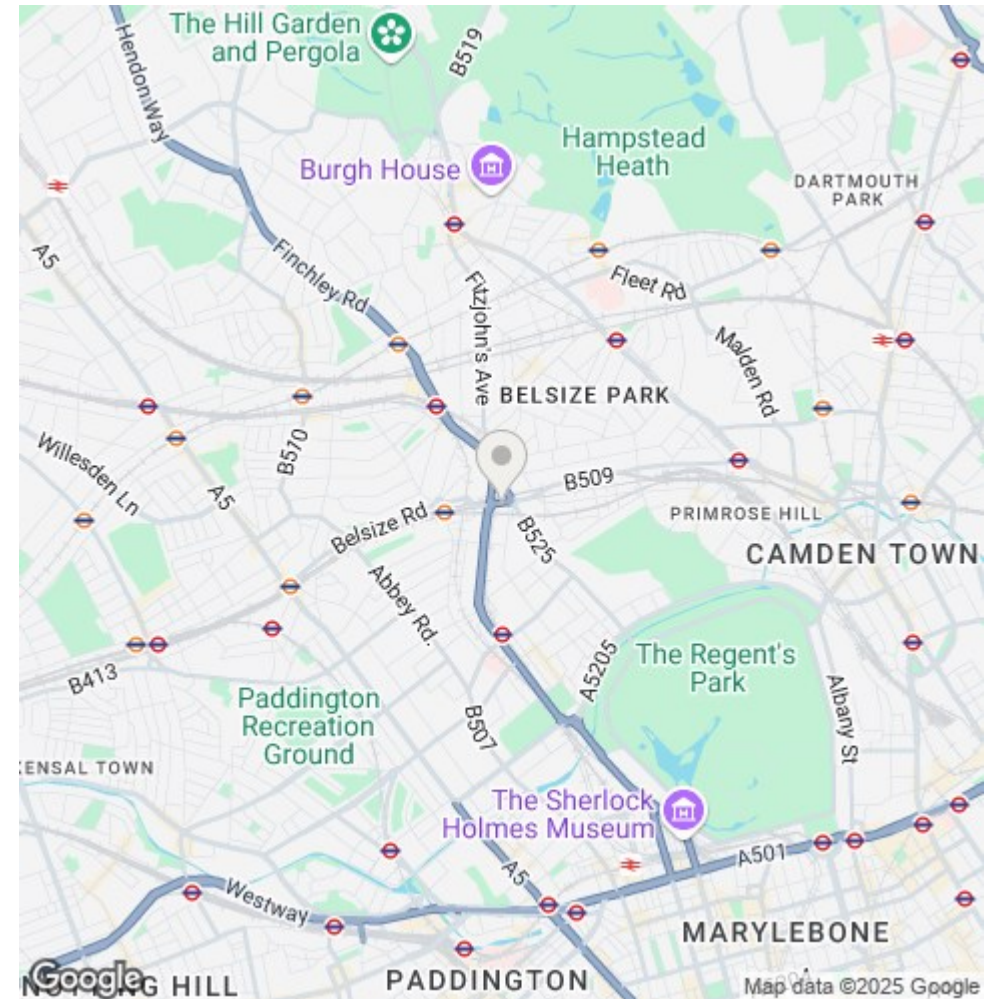 The Hill Garden
and Pergola
B519
Hendon Way
Hampstead
Heath
Burgh House
DARTMOUTH
PARK
A5
Finchley Rd
Fitzjohn's Ave
Fleet Rd
Malden Rd
BELSIZE PARK
Willesden Ln
B510
A5
B509
Belsize Rd
B525
PRIMROSE HILL
CAMDEN TOWN
Abbey Rd.
A5205
The Regent's
Park
B413
Paddington
Recreation
Ground
B507
Albany St
KENSAL TOWN
The Sherlock
Holmes Museum
A5
A501
Westway
MARYLEBONE
Google
NOTTING HILL
PADDINGTON
Map data ©2025 Google